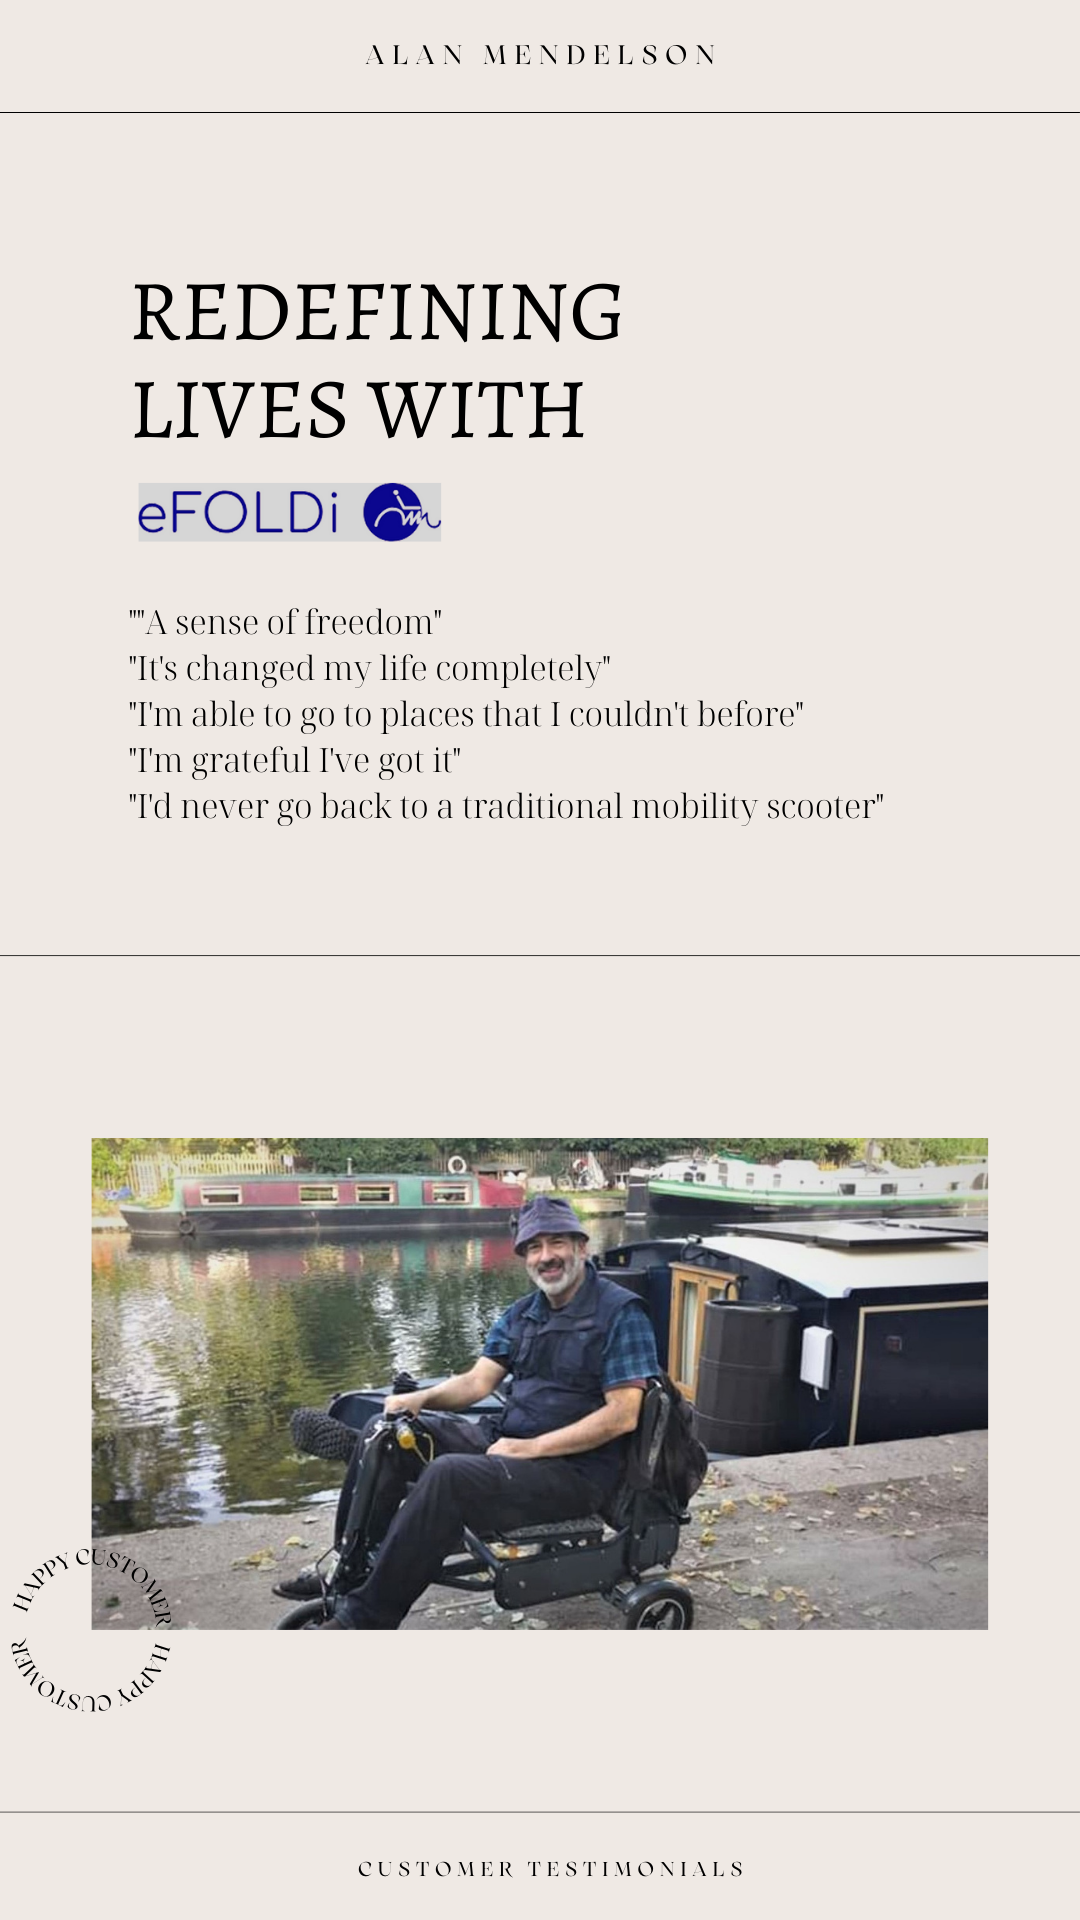 ALAN MENDELSON
REDEFINING
LIVES WITH
eFOLDi
""A sense of freedom"
"It's changed my life completely"
"I'm able to go to places that I couldn't before"
"I'm grateful I've got it"
"I'd never go back to a traditional mobility scooter"
HAPPY CUSTOMER HAPPY CUSTOMER
CUSTOMER TESTIMONIALS